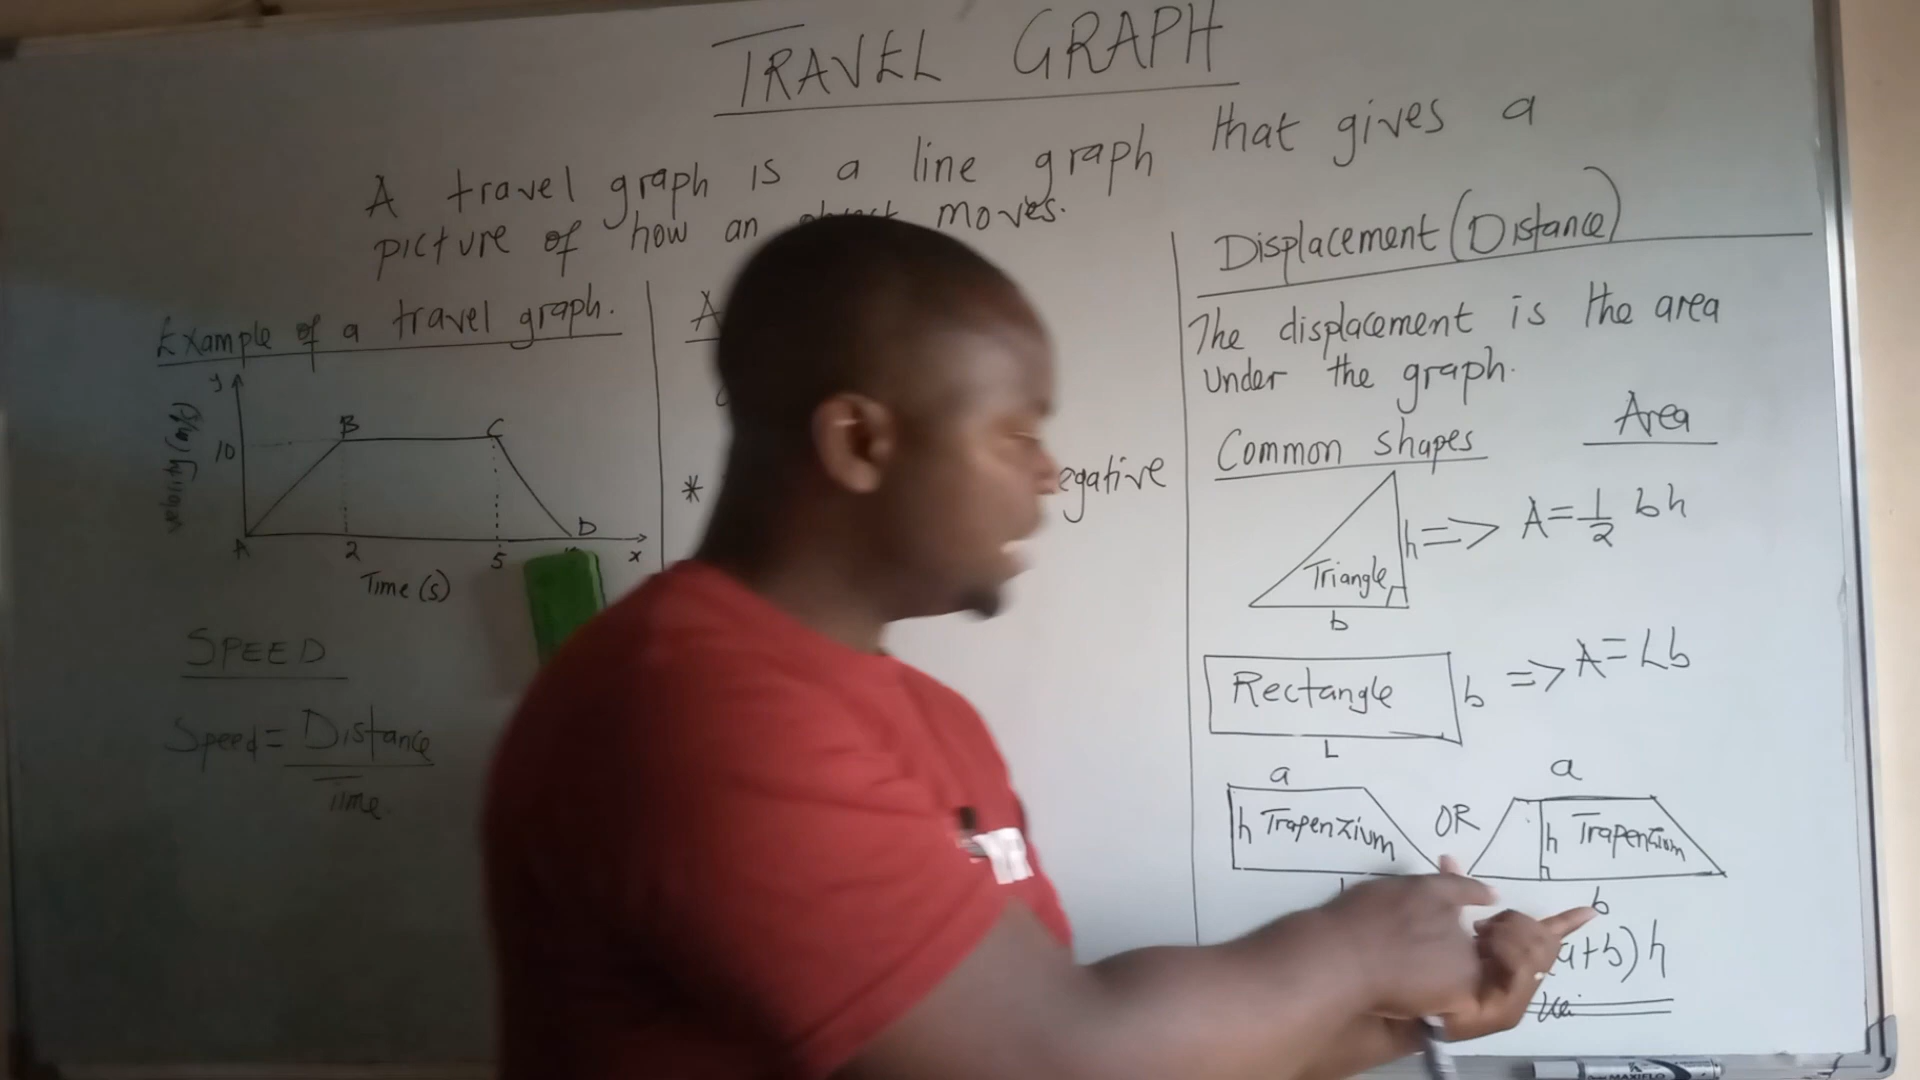 TRAVEL GRAPH
A travel graph is a line graph that gives a
picture of how an object moves.
Example of a travel graph.
y
velocity (m/s)
10
B
C
A
2
5
D
x
Time (s)
SPEED
Speed = Distance
Time.
A
*
egative
Displacement (Distance)
The displacement is the area
under the graph.
Common shapes
Area
Triangle
h
b
=> A = 1/2 bh
Rectangle
b
L
=> A = Lb
a
h Trapenzium
OR
a
h Trapenzium
b
(a+b) h
MAXIFLO